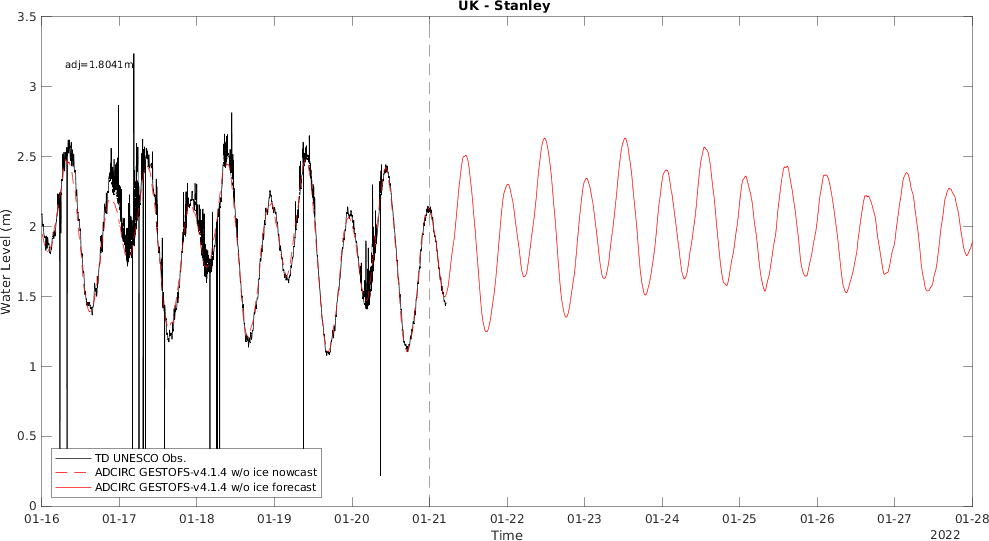 UK - Stanley
adj=1.8041m
Water Level (m)
3.5
3
2.5
2
1.5
1
0.5
0
TD UNESCO Obs.
ADCIRC GESTOFS-v4.1.4 w/o ice nowcast
ADCIRC GESTOFS-v4.1.4 w/o ice forecast
01-16 01-17 01-18 01-19 01-20 01-21 01-22 01-23 01-24 01-25 01-26 01-27 01-28
Time
2022